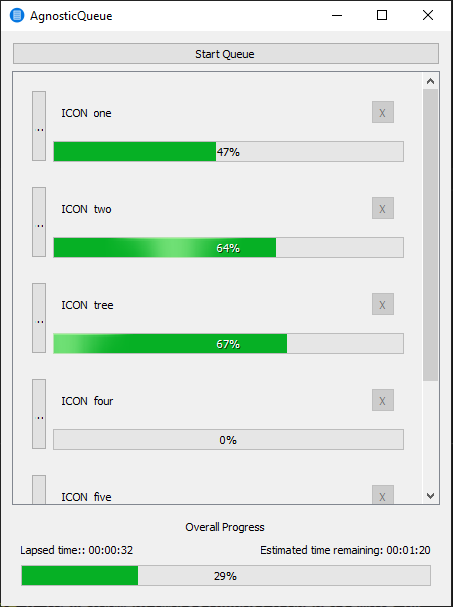 AgnosticQueue
Start Queue
..
ICON one
X
47%
..
ICON two
X
64%
..
ICON tree
X
67%
..
ICON four
X
0%
ICON five
X
Overall Progress
Lapsed time:: 00:00:32
Estimated time remaining: 00:01:20
29%